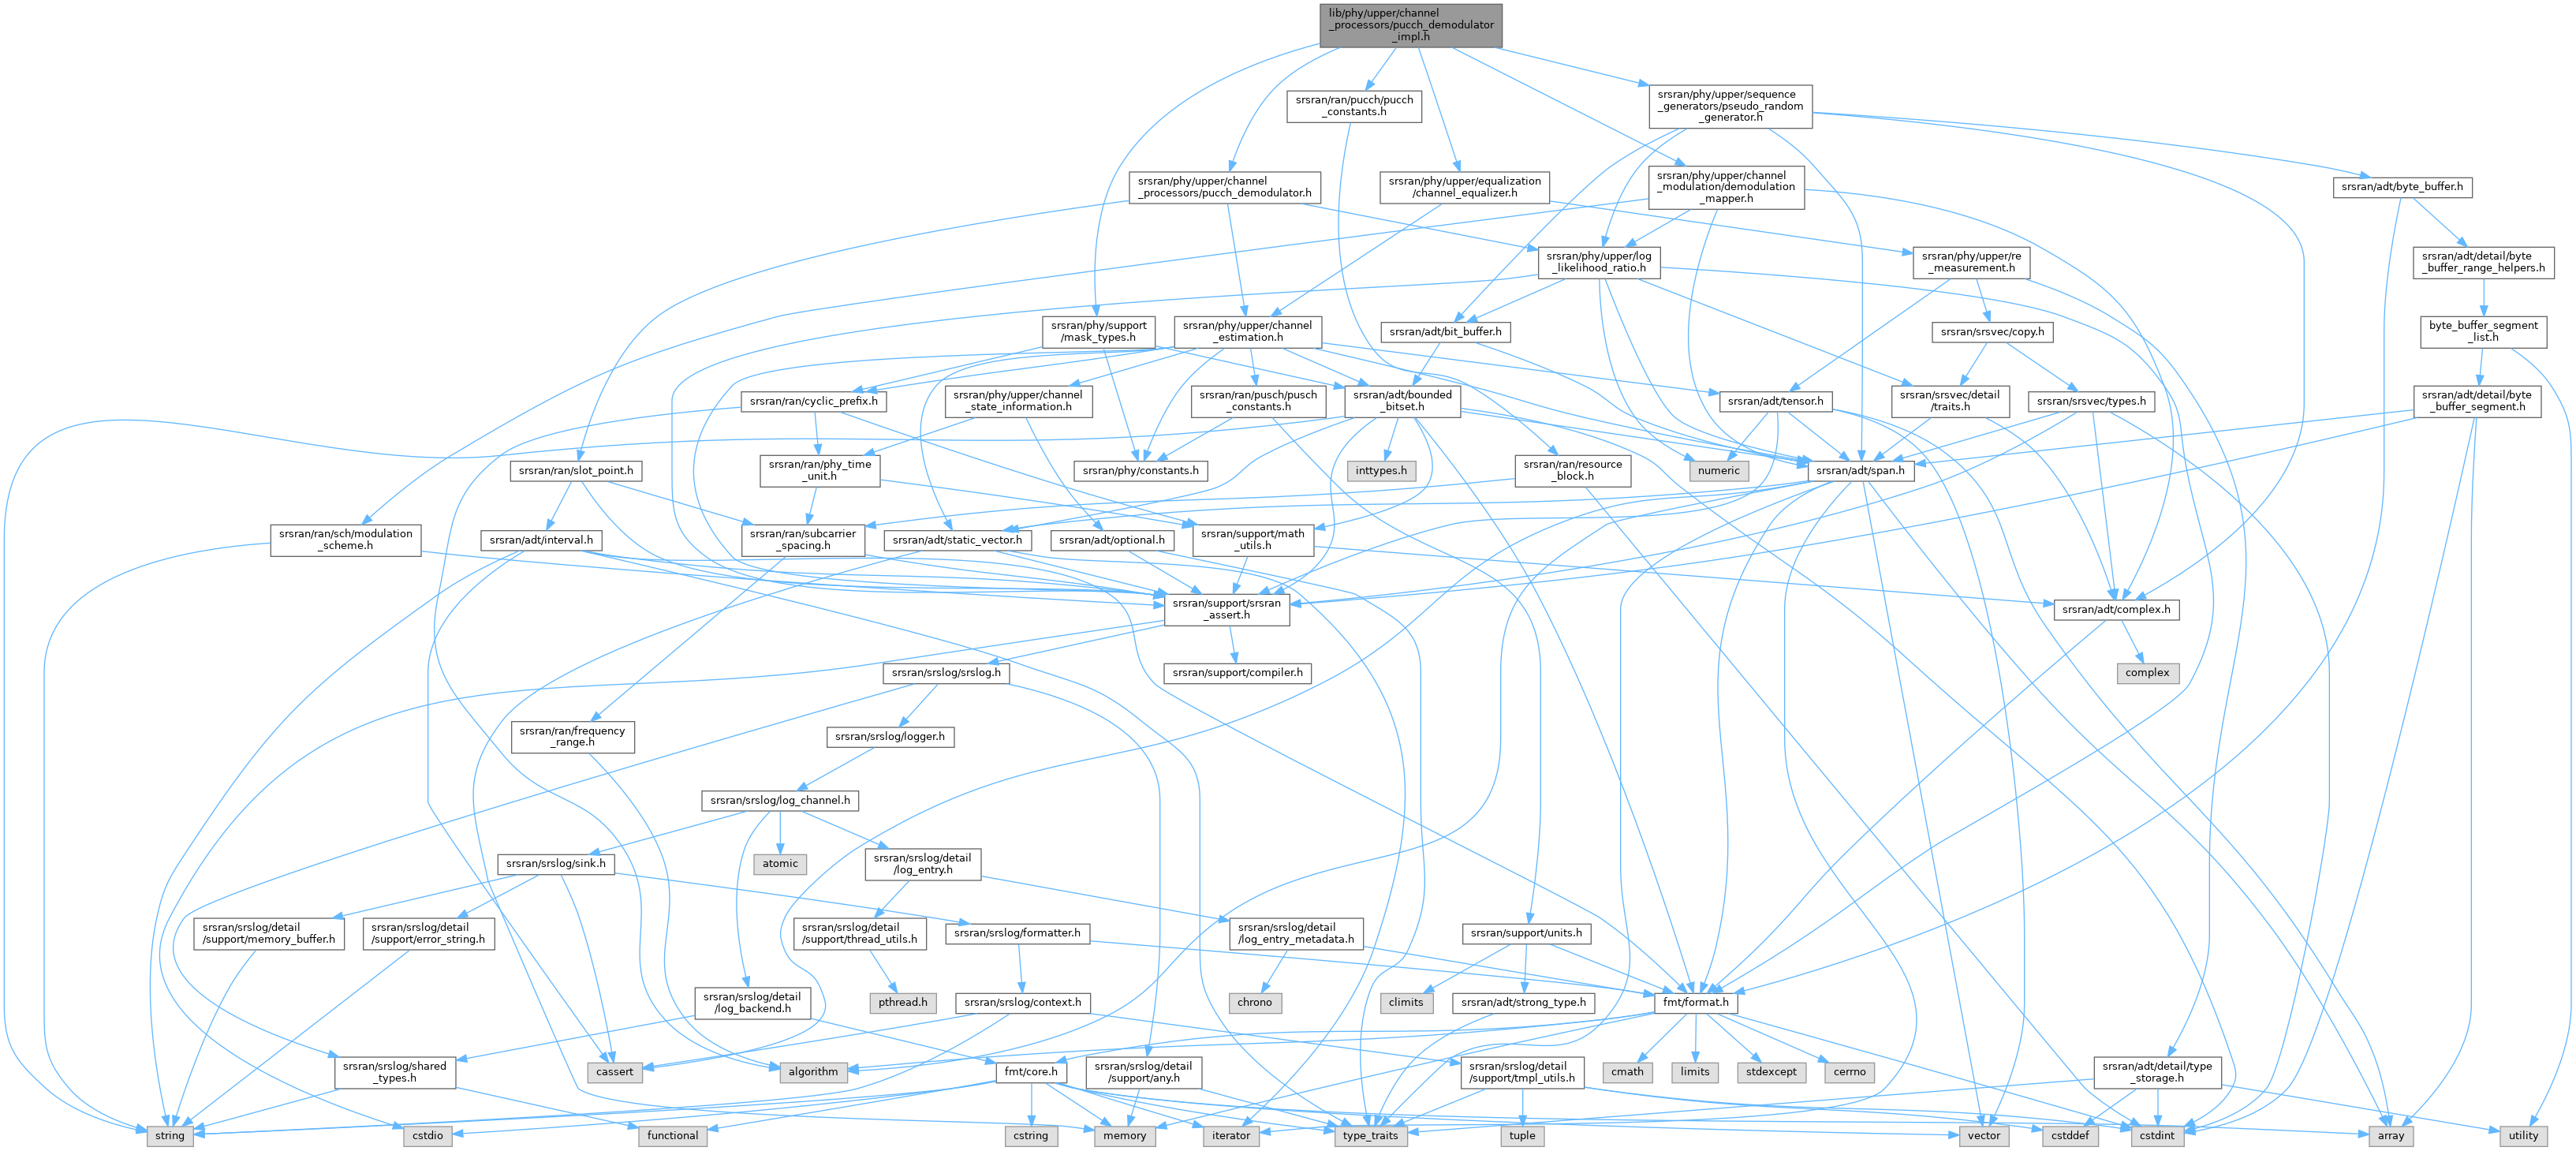 lib/phy/upper/channel
_processors/pucch_demodulator
_impl.h
srsran/ran/pucch/pucch
_constants.h
srsran/phy/upper/sequence
_generators/pseudo_random
_generator.h
srsran/phy/upper/channel
_processors/pucch_demodulator.h
srsran/phy/upper/equalization
/channel_equalizer.h
srsran/phy/upper/channel
_modulation/demodulation
_mapper.h
srsran/adt/byte_buffer.h
srsran/phy/upper/log
_likelihood_ratio.h
srsran/phy/upper/re
_measurement.h
srsran/adt/detail/byte
_buffer_range_helpers.h
srsran/phy/support
/mask_types.h
srsran/phy/upper/channel
_estimation.h
srsran/adt/bit_buffer.h
srsran/srsvec/copy.h
byte_buffer_segment
_list.h
srsran/ran/cyclic_prefix.h
srsran/phy/upper/channel
_state_information.h
srsran/ran/pusch/pusch
_constants.h
srsran/adt/bounded
_bitset.h
srsran/adt/tensor.h
srsran/srsvec/detail
/traits.h
srsran/srsvec/types.h
srsran/adt/detail/byte
_buffer_segment.h
srsran/ran/slot_point.h
srsran/ran/phy_time
_unit.h
srsran/phy/constants.h
inttypes.h
srsran/ran/resource
_block.h
numeric
srsran/adt/span.h
srsran/ran/sch/modulation
_scheme.h
srsran/adt/interval.h
srsran/ran/subcarrier
_spacing.h
srsran/adt/static_vector.h
srsran/adt/optional.h
srsran/support/math
_utils.h
srsran/support/srsran
_assert.h
srsran/adt/complex.h
srsran/srslog/srslog.h
srsran/support/compiler.h
complex
srsran/ran/frequency
_range.h
srsran/srslog/logger.h
srsran/srslog/log_channel.h
srsran/srslog/sink.h
atomic
srsran/srslog/detail
/log_entry.h
srsran/srslog/detail
/support/memory_buffer.h
srsran/srslog/detail
/support/error_string.h
srsran/srslog/detail
/support/thread_utils.h
srsran/srslog/formatter.h
srsran/srslog/detail
/log_entry_metadata.h
srsran/support/units.h
srsran/srslog/detail
/log_backend.h
pthread.h
srsran/srslog/context.h
chrono
climits
srsran/adt/strong_type.h
fmt/format.h
srsran/srslog/shared
_types.h
cassert
algorithm
fmt/core.h
srsran/srslog/detail
/support/any.h
srsran/srslog/detail
/support/tmpl_utils.h
cmath
limits
stdexcept
cerrno
srsran/adt/detail/type
_storage.h
string
cstdio
functional
cstring
memory
iterator
type_traits
tuple
vector
cstddef
cstdint
array
utility